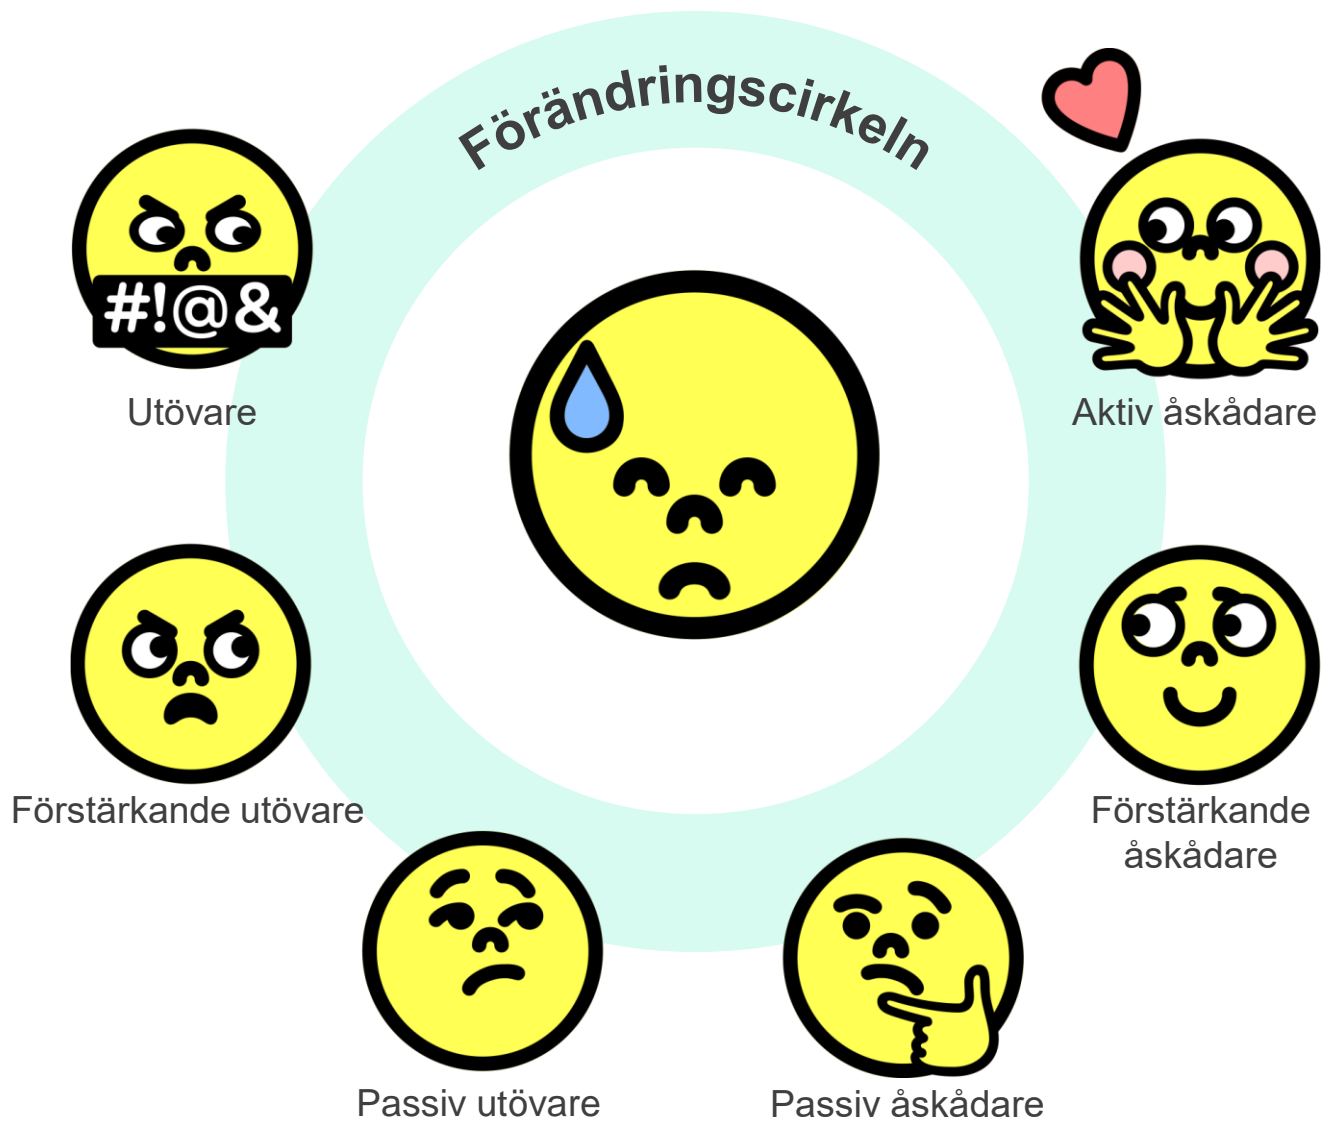 Förändringscirkeln
#!@&
Utövare
Aktiv åskådare
Förstärkande utövare
Förstärkande
åskådare
Passiv utövare
Passiv åskådare